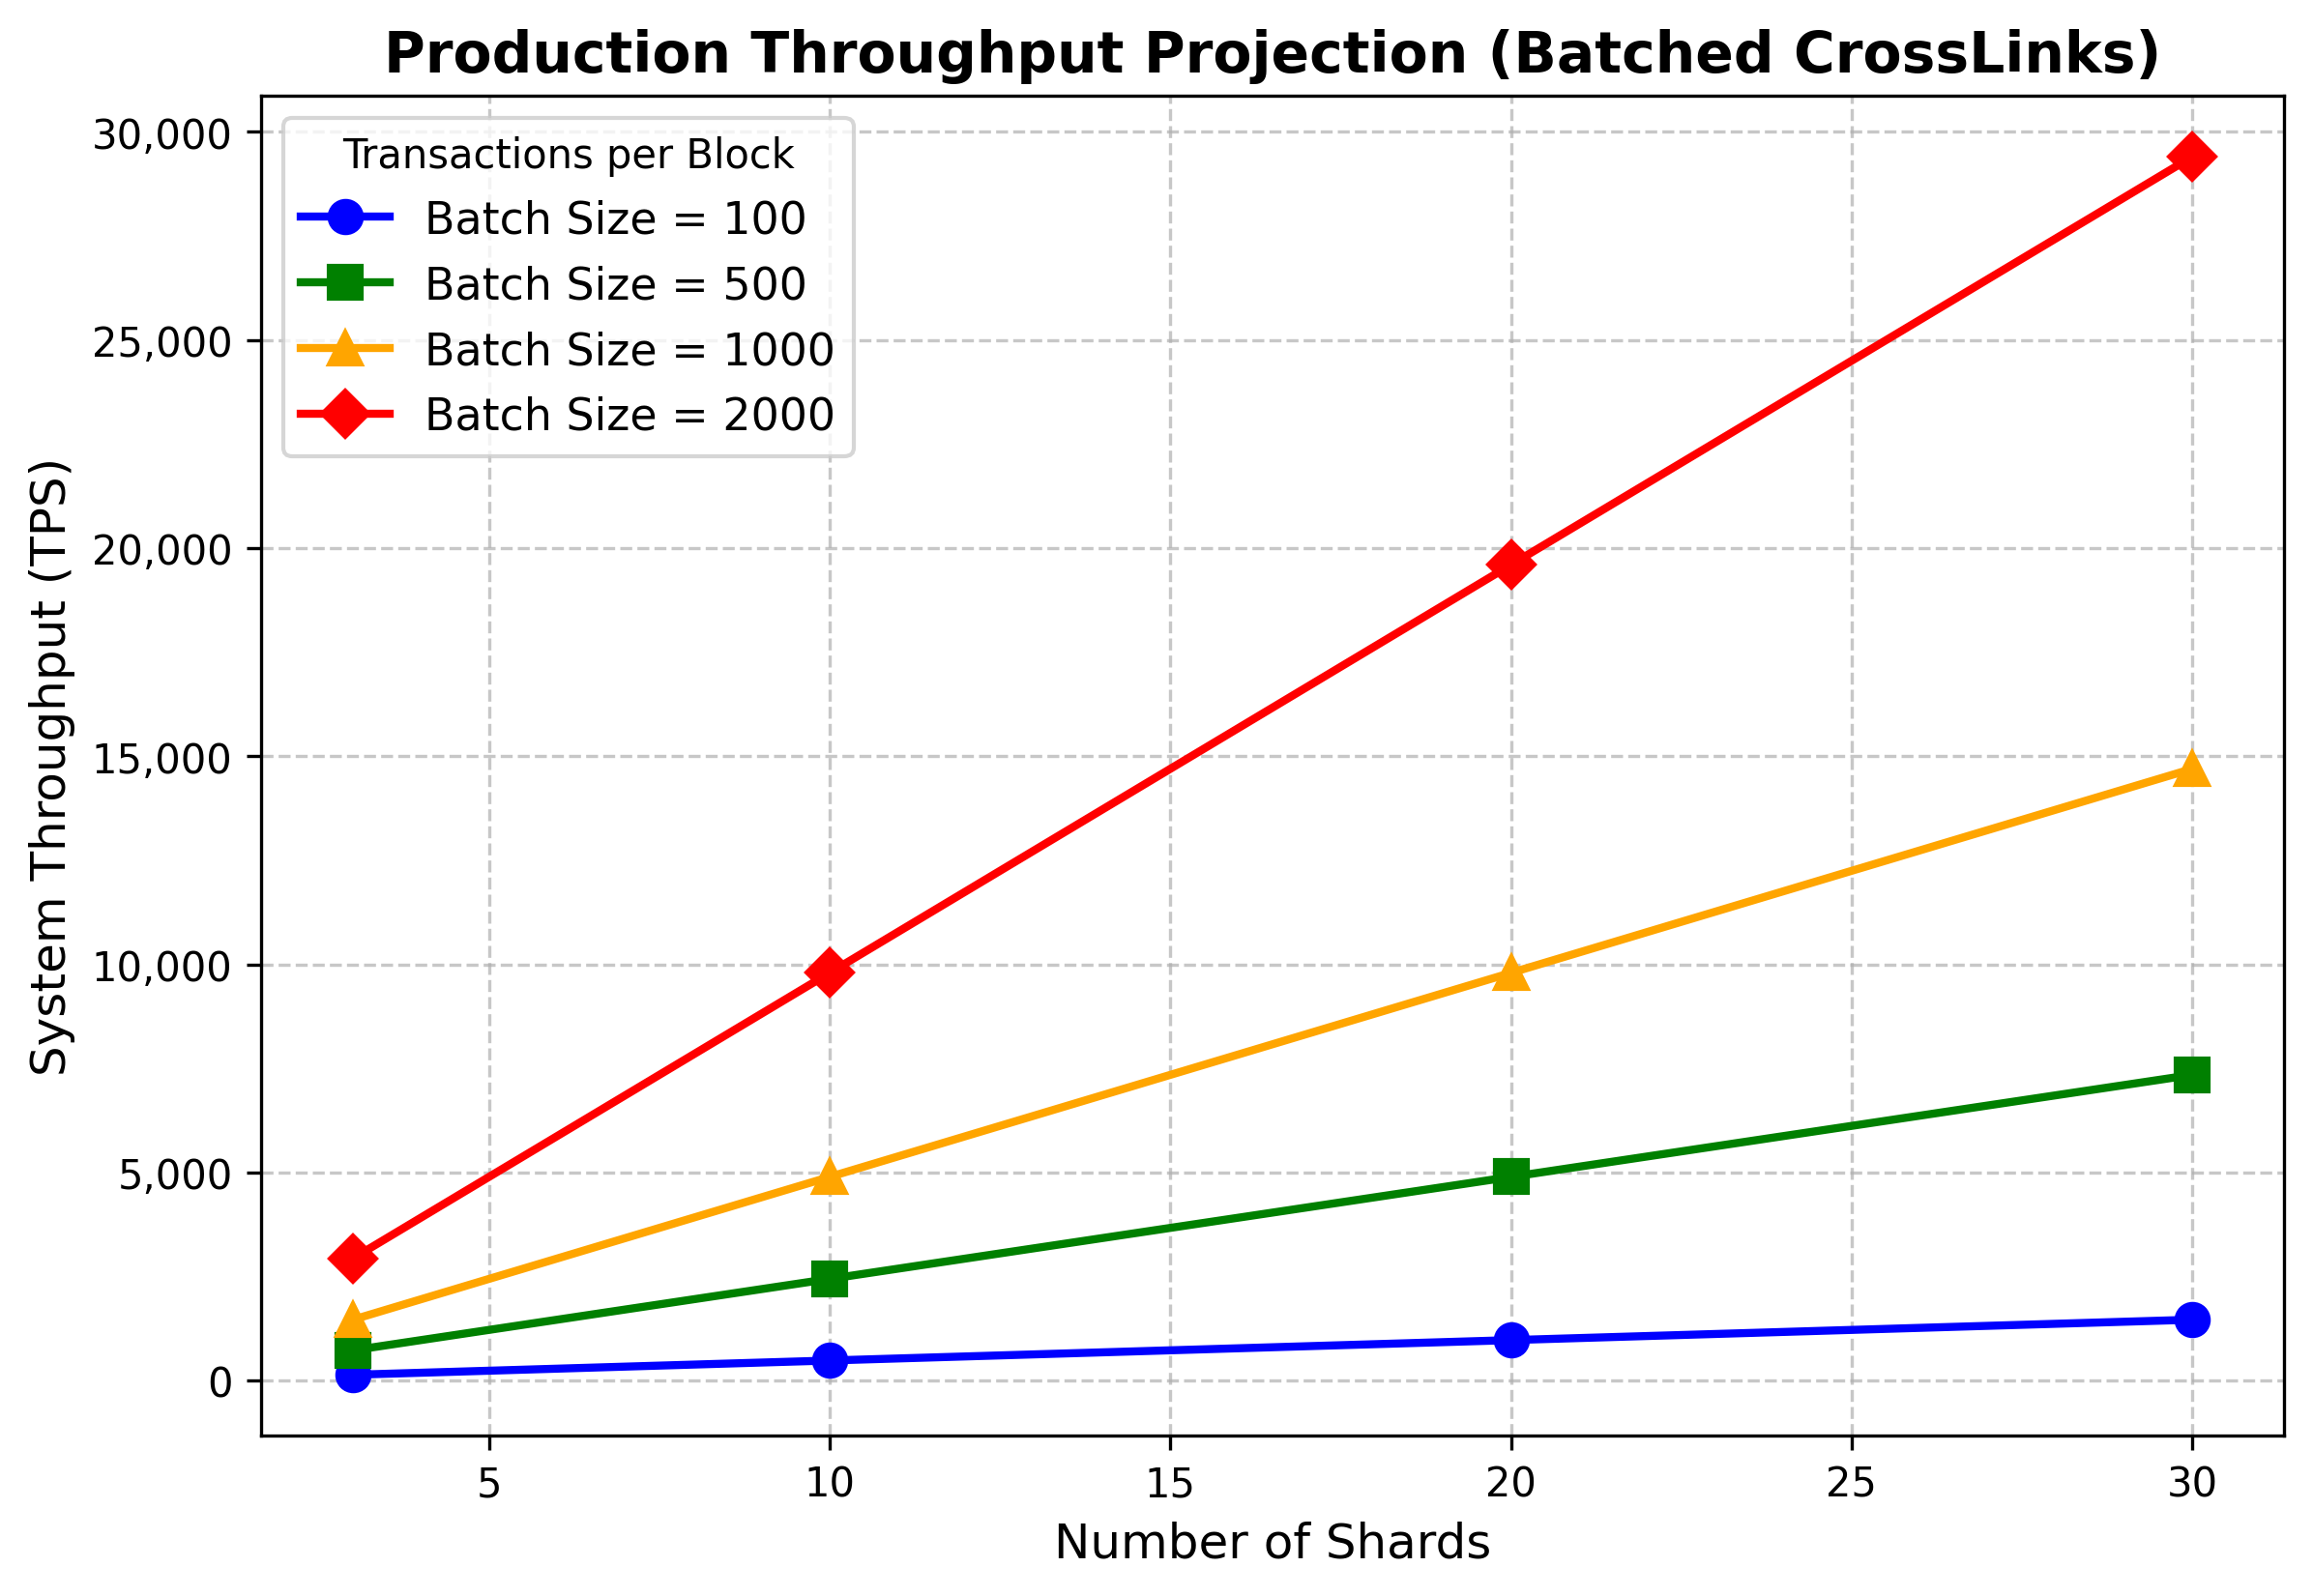 Production Throughput Projection (Batched CrossLinks)
30,000
25,000
20,000
15,000
10,000
5,000
0
System Throughput (TPS)
Transactions per Block
Batch Size = 100
Batch Size = 500
Batch Size = 1000
Batch Size = 2000
5 10 15 20 25 30
Number of Shards